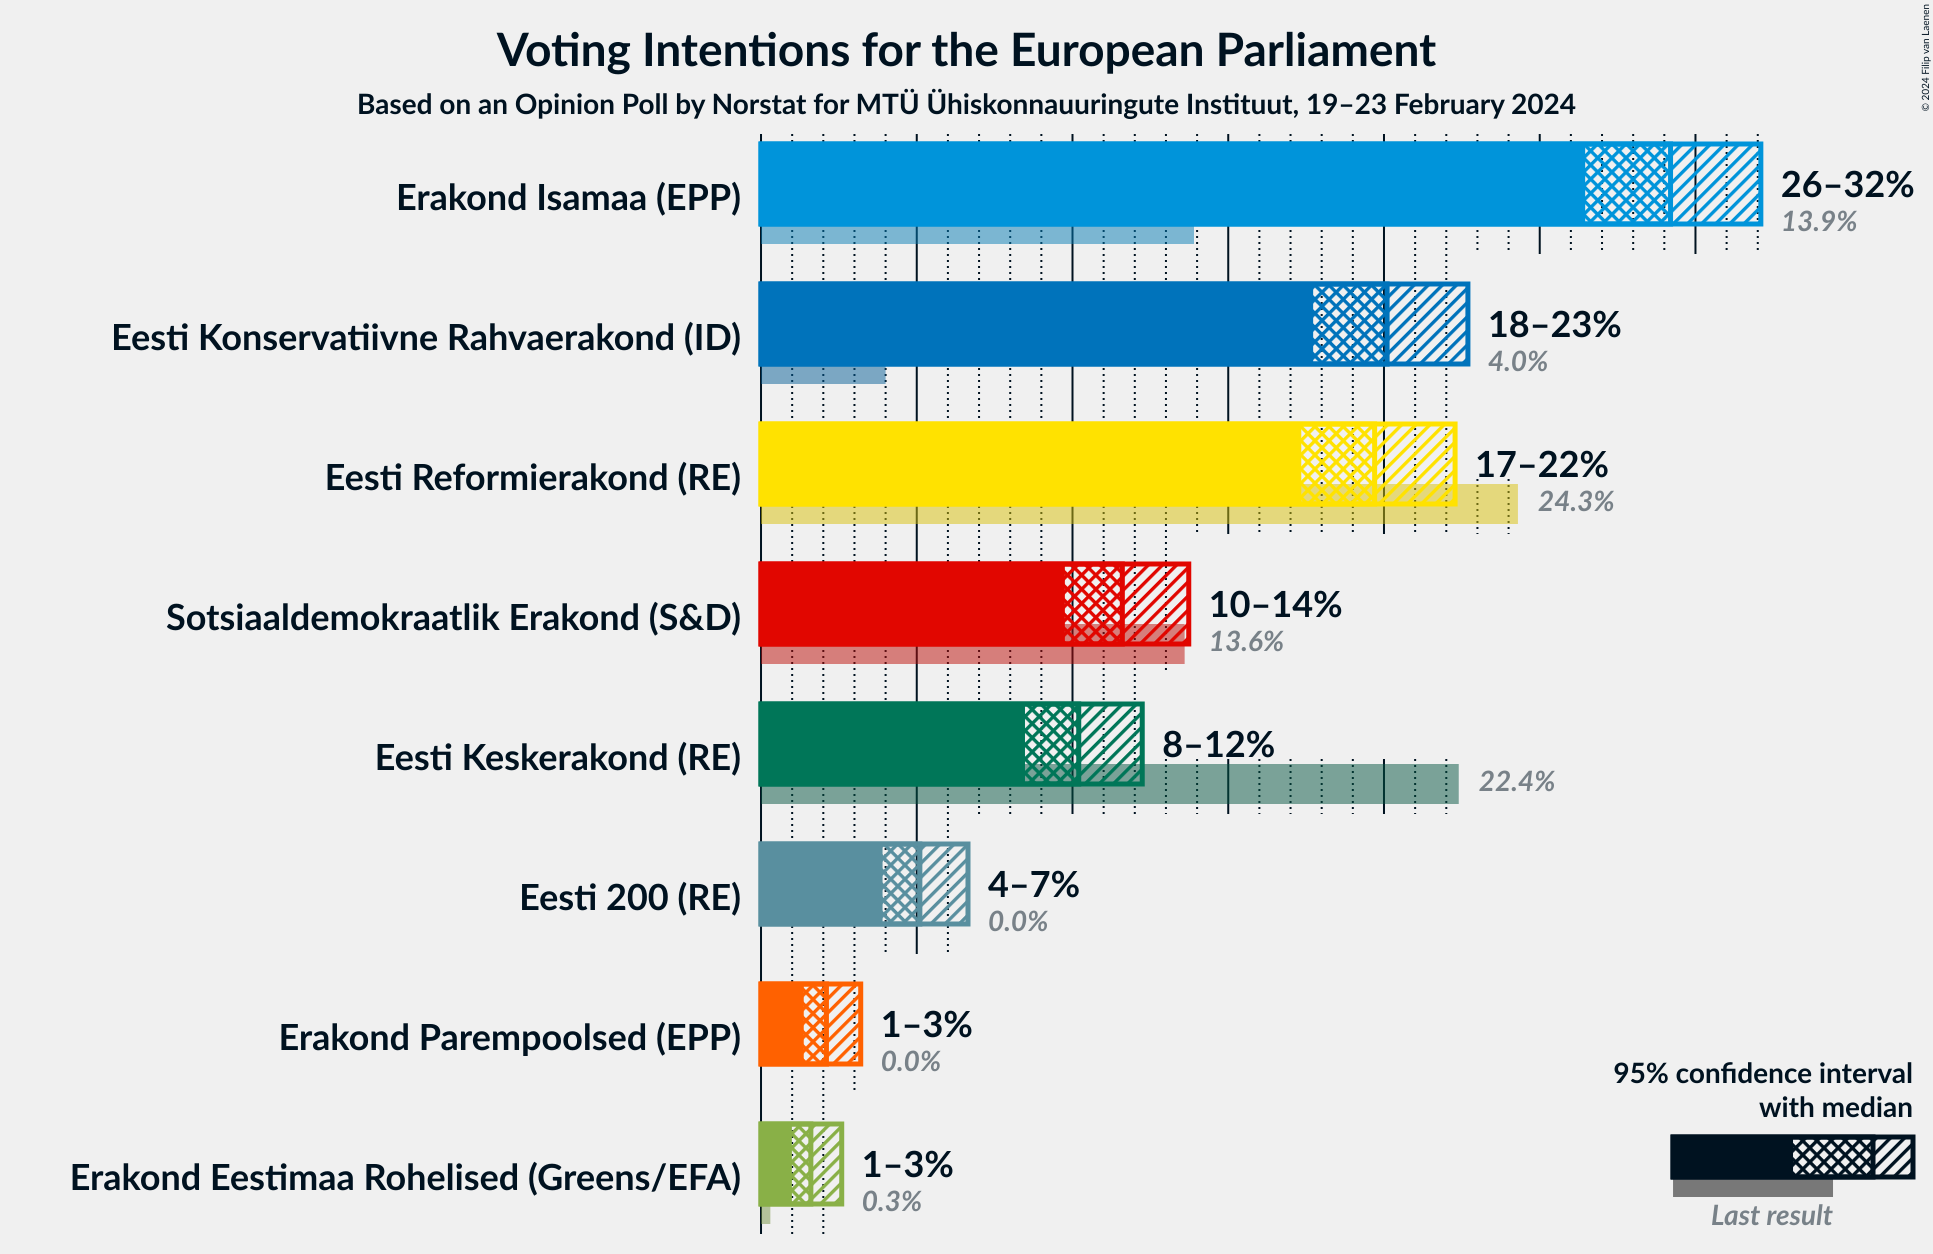 Voting Intentions for the European Parliament
Based on an Opinion Poll by Norstat for MTÜ Ühiskonnauuringute Instituut, 19–23 February 2024
© 2024 Filip van Laenen
Erakond Isamaa (EPP)
26–32%
13.9%
Eesti Konservatiivne Rahvaerakond (ID)
18–23%
4.0%
Eesti Reformierakond (RE)
17–22%
24.3%
Sotsiaaldemokraatlik Erakond (S&D)
10–14%
13.6%
Eesti Keskerakond (RE)
8–12%
22.4%
Eesti 200 (RE)
4–7%
0.0%
Erakond Parempoolsed (EPP)
1–3%
0.0%
Erakond Eestimaa Rohelised (Greens/EFA)
1–3%
0.3%
95% confidence interval
with median
Last result